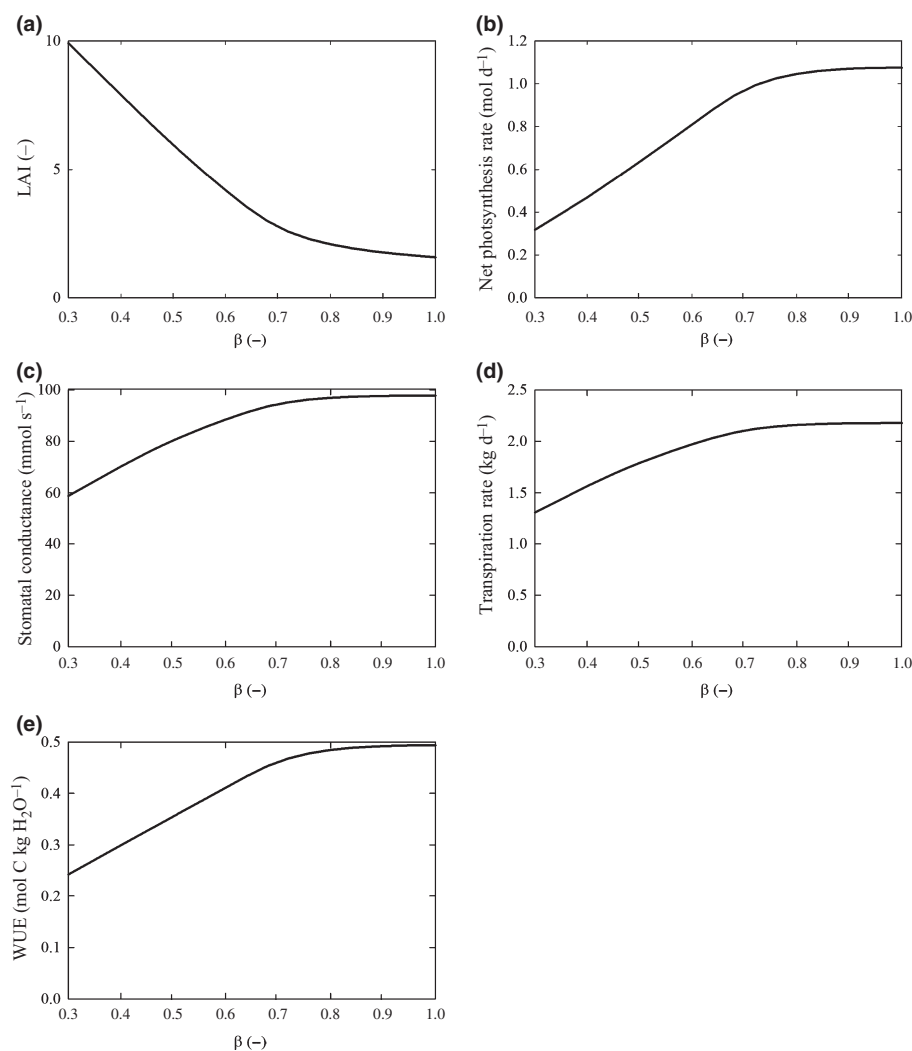 (a)
10
5
0
LAI (–)
0.3 0.4 0.5 0.6 0.7 0.8 0.9 1.0
β (–)
(b)
1.2
1.0
0.8
0.6
0.4
0.2
0.0
Net photsynthesis rate (mol d⁻¹)
0.3 0.4 0.5 0.6 0.7 0.8 0.9 1.0
β (–)
(c)
100
80
60
40
20
0
Stomatal conductance (mmol s⁻¹)
0.3 0.4 0.5 0.6 0.7 0.8 0.9 1.0
β (–)
(d)
2.5
2.0
1.5
1.0
0.5
0.0
Transpiration rate (kg d⁻¹)
0.3 0.4 0.5 0.6 0.7 0.8 0.9 1.0
β (–)
(e)
0.5
0.4
0.3
0.2
0.1
0.0
WUE (mol C kg H₂O⁻¹)
0.3 0.4 0.5 0.6 0.7 0.8 0.9 1.0
β (–)